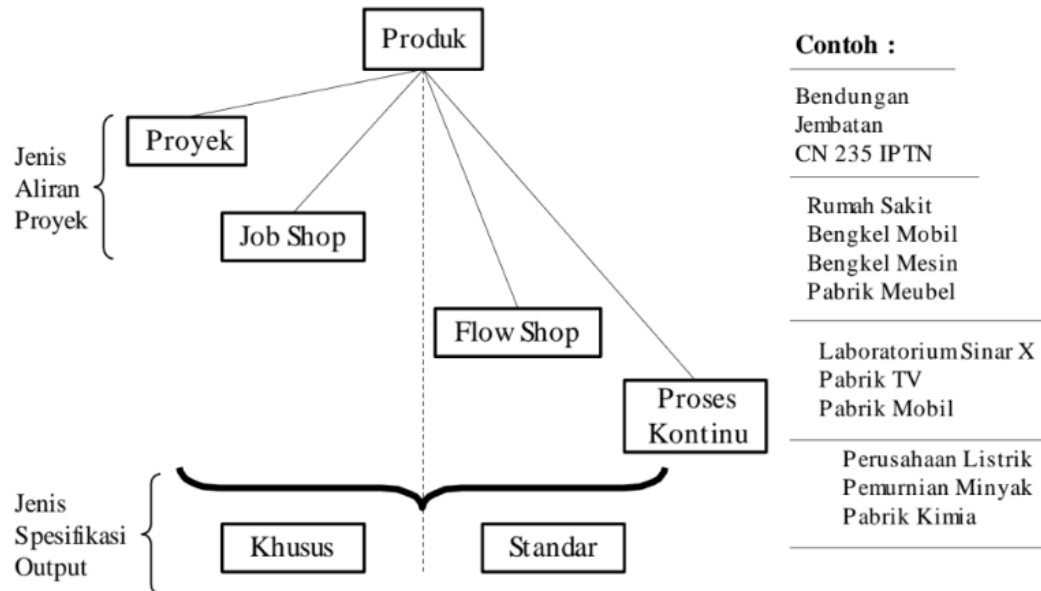 Produk
Contoh :
Bendungan
Jembatan
CN 235 IPTN
Proyek
Jenis
Aliran
Proyek
Rumah Sakit
Bengkel Mobil
Bengkel Mesin
Pabrik Meubel
Job Shop
Flow Shop
Laboratorium Sinar X
Pabrik TV
Pabrik Mobil
Proses
Kontinu
Perusahaan Listrik
Pemurnian Minyak
Pabrik Kimia
Jenis
Spesifikasi
Output
Khusus
Standar